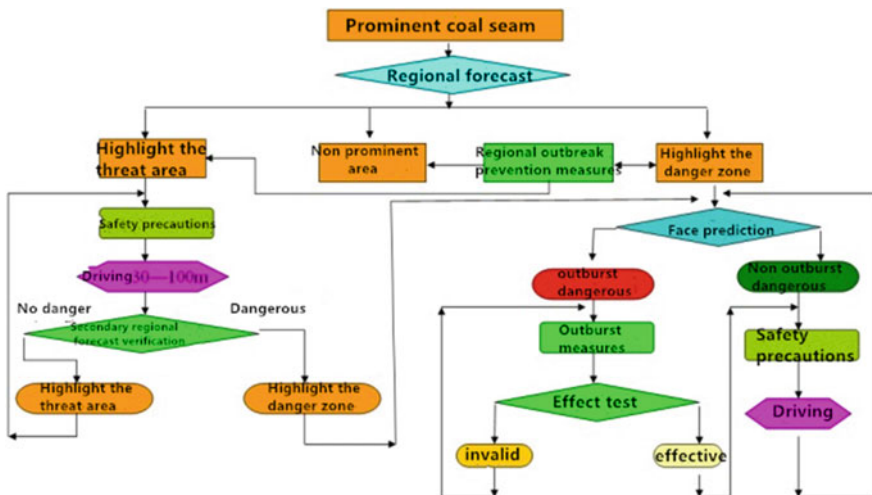 Prominent coal seam
Regional forecast
Highlight the
threat area
Non prominent
area
Regional outbreak
prevention measures
Highlight the
danger zone
Safety precautions
Face prediction
Driving30—100m
outburst
dangerous
Non outburst
dangerous
No danger
Dangerous
Secondary regional
forecast verification
Outburst
measures
Safety
precautions
Highlight the
threat area
Highlight the
danger zone
Effect test
Driving
invalid
effective